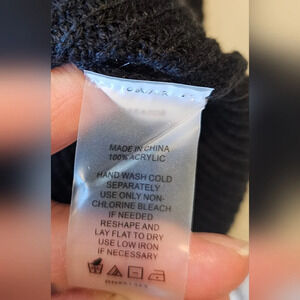 MADE IN CHINA
100% ACRYLIC
HAND WASH COLD
SEPARATELY
USE ONLY NON-
CHLORINE BLEACH
IF NEEDED
RESHAPE AND
LAY FLAT TO DRY
USE LOW IRON
IF NECESSARY